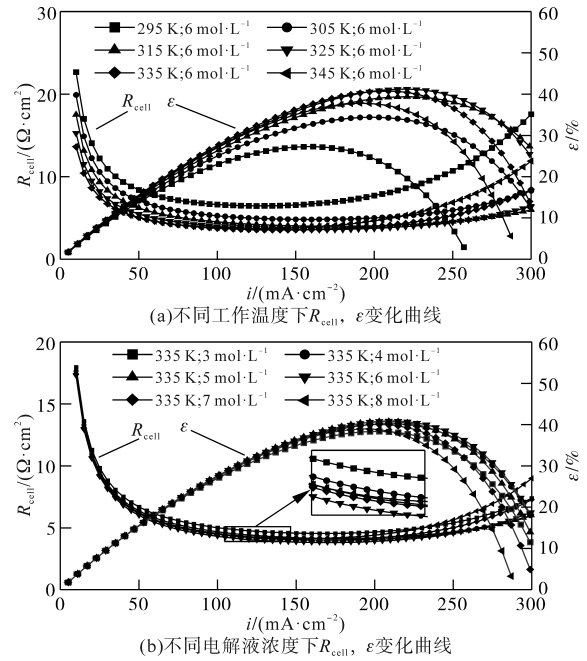 295 K;6 mol·L⁻¹ 305 K;6 mol·L⁻¹
315 K;6 mol·L⁻¹ 325 K;6 mol·L⁻¹
335 K;6 mol·L⁻¹ 345 K;6 mol·L⁻¹
R_cell ε
R_cell/(Ω·cm²)
30
20
10
0
ε/%
60
50
40
30
20
10
0
0 50 100 150 200 250 300
i/(mA·cm⁻²)
(a)不同工作温度下R_cell, ε变化曲线
335 K;3 mol·L⁻¹ 335 K;4 mol·L⁻¹
335 K;5 mol·L⁻¹ 335 K;6 mol·L⁻¹
335 K;7 mol·L⁻¹ 335 K;8 mol·L⁻¹
R_cell ε
R_cell/(Ω·cm²)
20
15
10
5
0
ε/%
60
50
40
30
20
10
0
0 50 100 150 200 250 300
i/(mA·cm⁻²)
(b)不同电解液浓度下R_cell, ε变化曲线